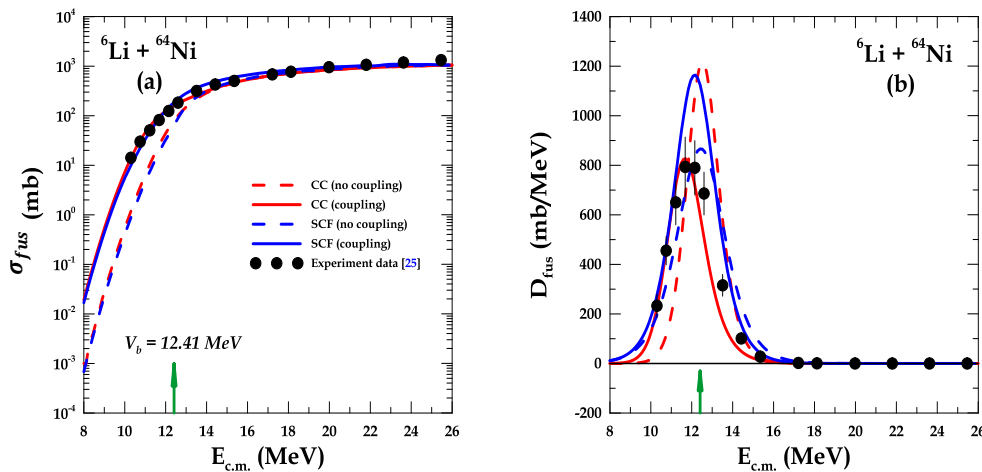 ⁶Li + ⁶⁴Ni
(a)
10⁴
10³
10²
10¹
10⁰
10⁻¹
10⁻²
10⁻³
10⁻⁴
σfus (mb)
CC (no coupling)
CC (coupling)
SCF (no coupling)
SCF (coupling)
Experiment data [25]
V_b = 12.41 MeV
8 10 12 14 16 18 20 22 24 26
E_c.m. (MeV)
⁶Li + ⁶⁴Ni
(b)
1400
1200
1000
800
600
400
200
0
-200
D_fus (mb/MeV)
8 10 12 14 16 18 20 22 24 26
E_c.m. (MeV)